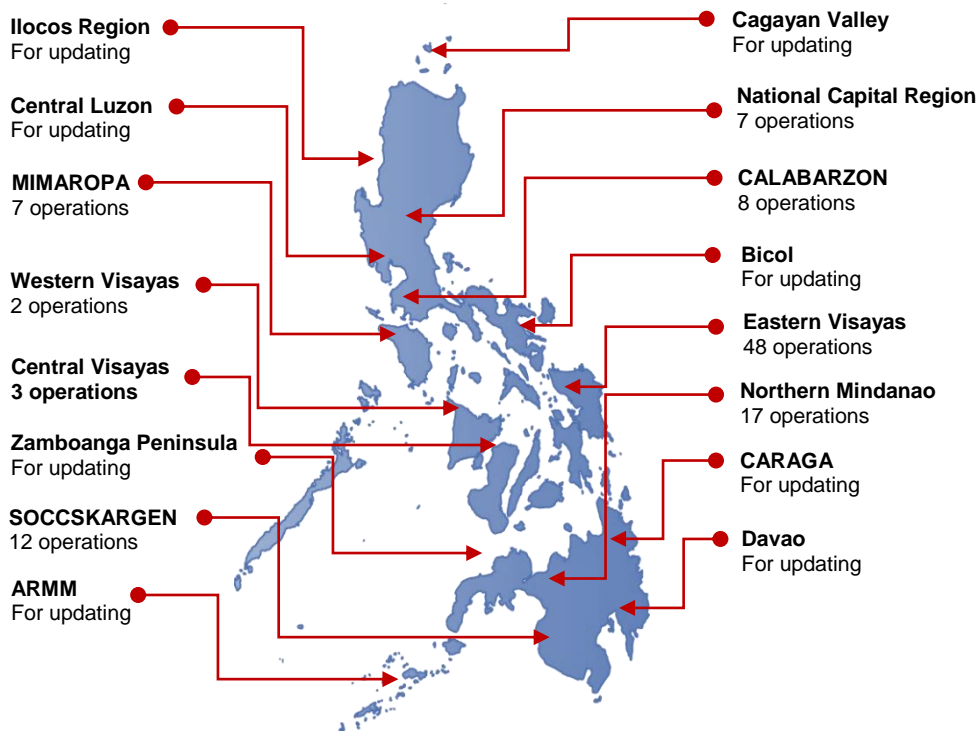 Ilocos Region
For updating
Central Luzon
For updating
MIMAROPA
7 operations
Western Visayas
2 operations
Central Visayas
3 operations
Zamboanga Peninsula
For updating
SOCCSKARGEN
12 operations
ARMM
For updating
Cagayan Valley
For updating
National Capital Region
7 operations
CALABARZON
8 operations
Bicol
For updating
Eastern Visayas
48 operations
Northern Mindanao
17 operations
CARAGA
For updating
Davao
For updating